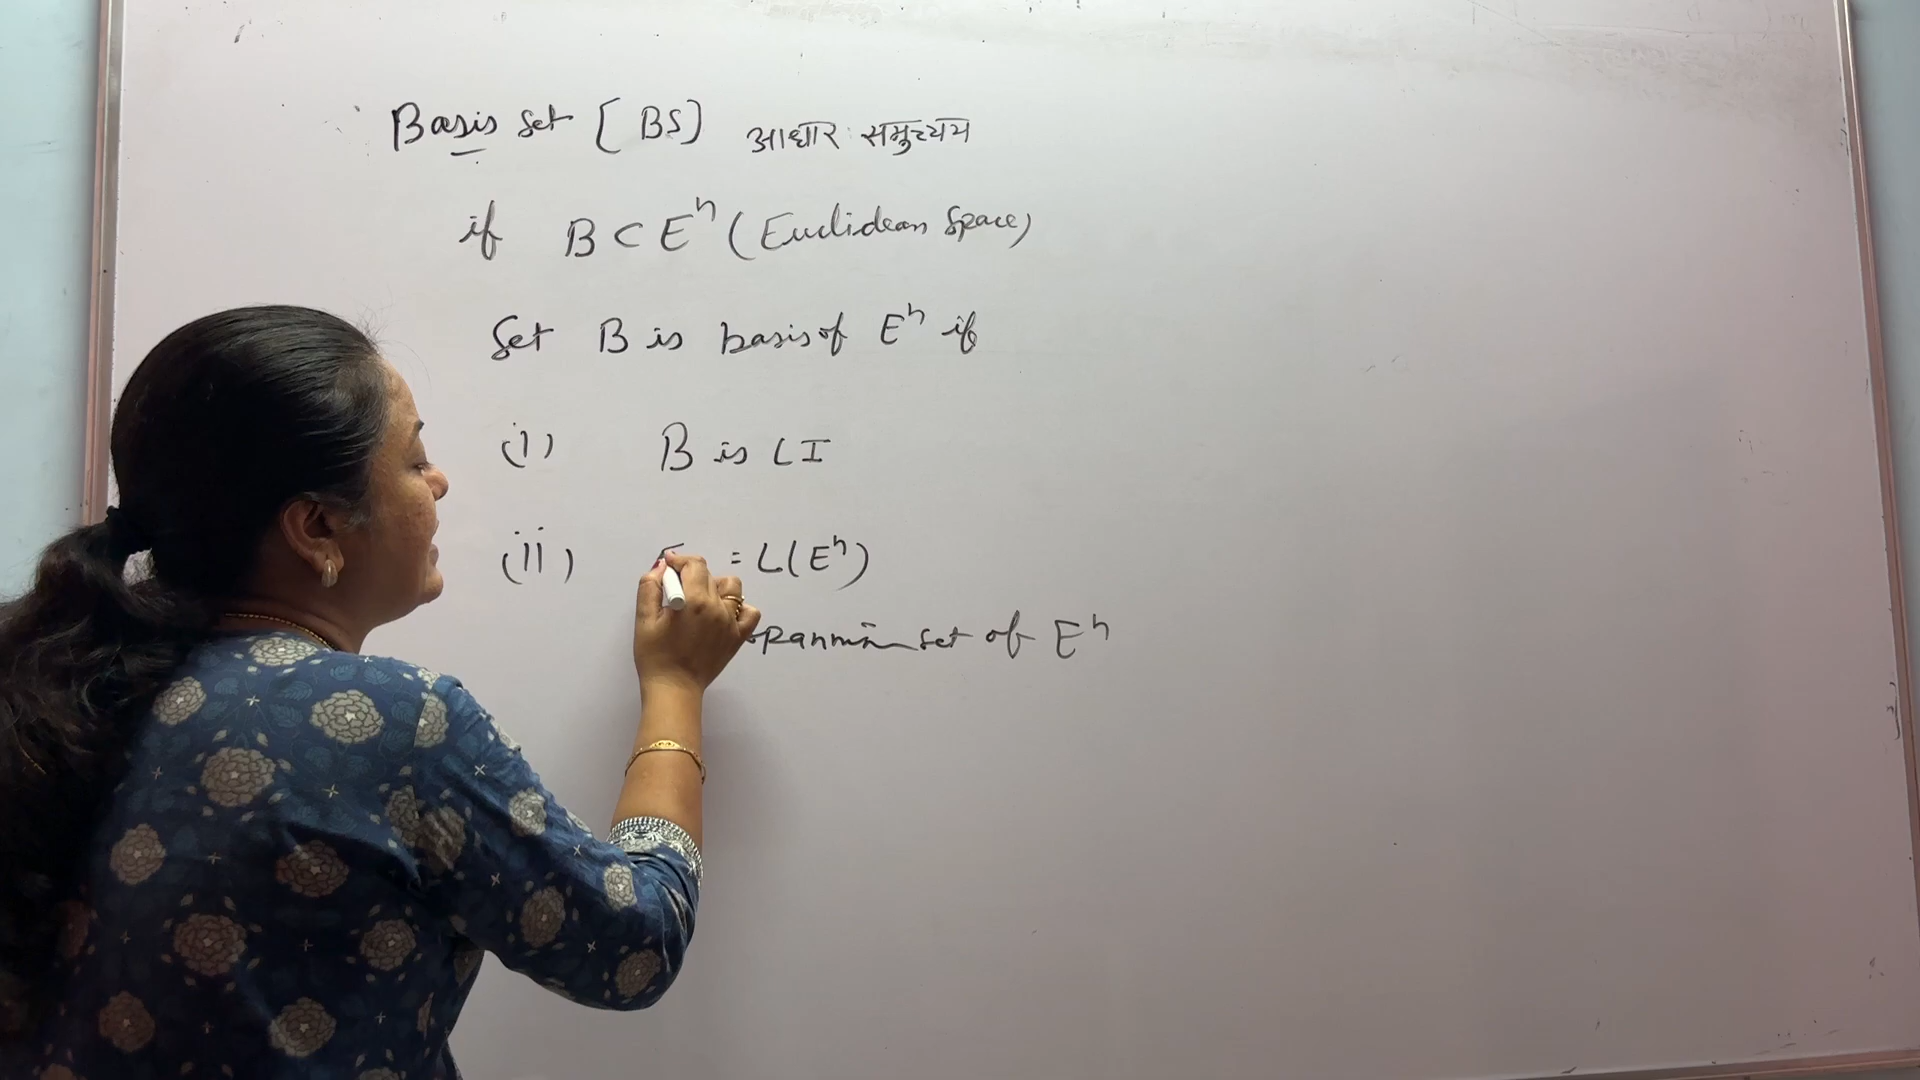 Basis set [BS] आधार समुच्चय
if B ⊂ Eⁿ (Euclidean Space)
Set B is basis of Eⁿ if
(i) B is LI
(ii) = L(Eⁿ)
set of Eⁿ